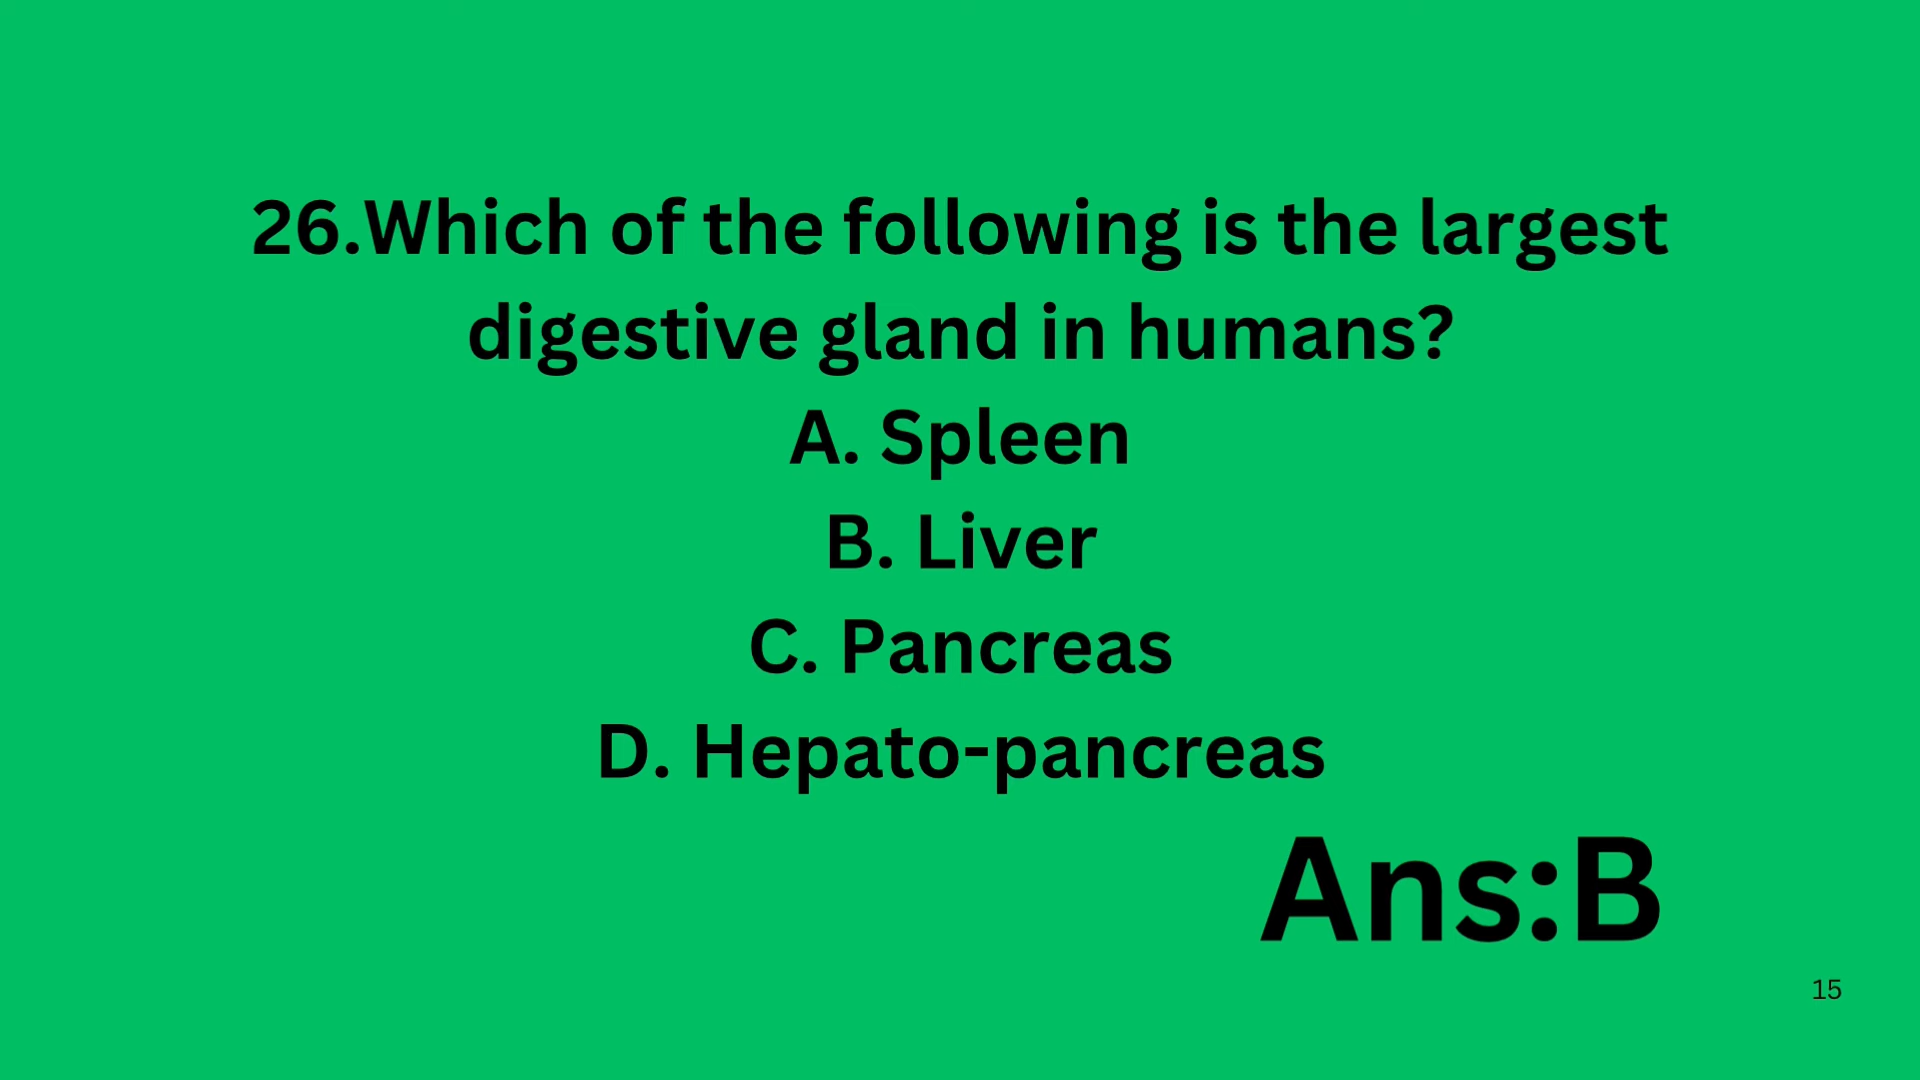 26.Which of the following is the largest
digestive gland in humans?
A. Spleen
B. Liver
C. Pancreas
D. Hepato-pancreas
Ans:B
15